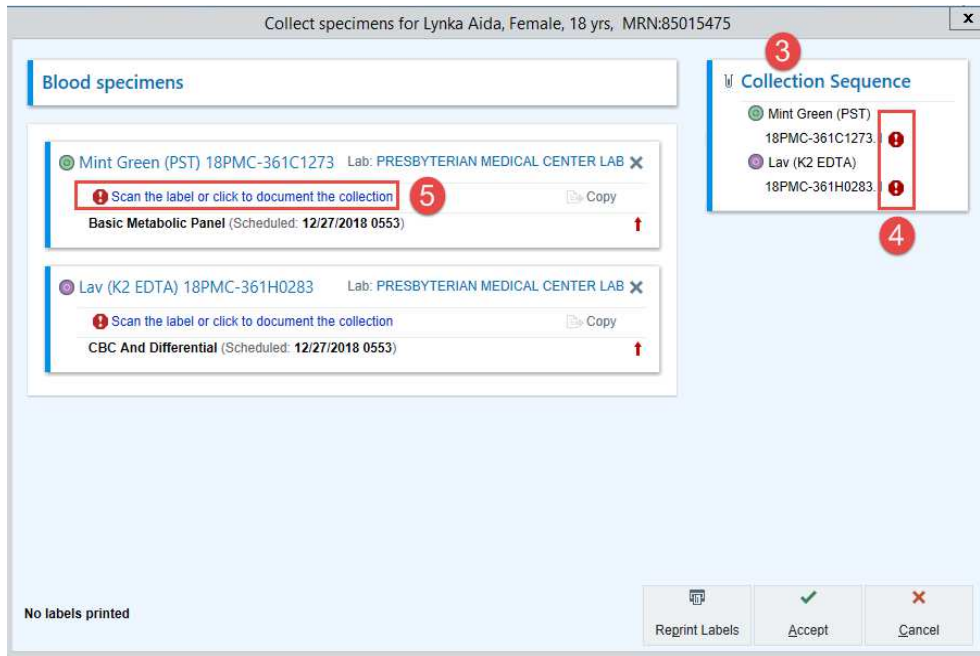 Collect specimens for Lynka Aida, Female, 18 yrs, MRN:85015475
x
3
Blood specimens
Collection Sequence
Mint Green (PST)
18PMC-361C1273.
Lav (K2 EDTA)
18PMC-361H0283.
4
Mint Green (PST) 18PMC-361C1273 Lab: PRESBYTERIAN MEDICAL CENTER LAB
Scan the label or click to document the collection 5 Copy
Basic Metabolic Panel (Scheduled: 12/27/2018 0553)
Lav (K2 EDTA) 18PMC-361H0283 Lab: PRESBYTERIAN MEDICAL CENTER LAB
Scan the label or click to document the collection Copy
CBC And Differential (Scheduled: 12/27/2018 0553)
No labels printed
Reprint Labels Accept Cancel